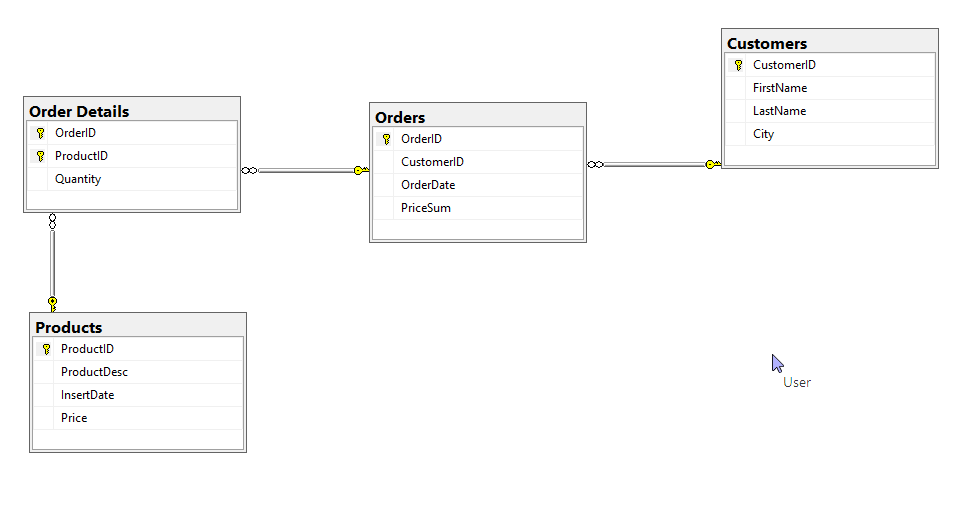 Order Details
OrderID
ProductID
Quantity
Orders
OrderID
CustomerID
OrderDate
PriceSum
Customers
CustomerID
FirstName
LastName
City
Products
ProductID
ProductDesc
InsertDate
Price
User